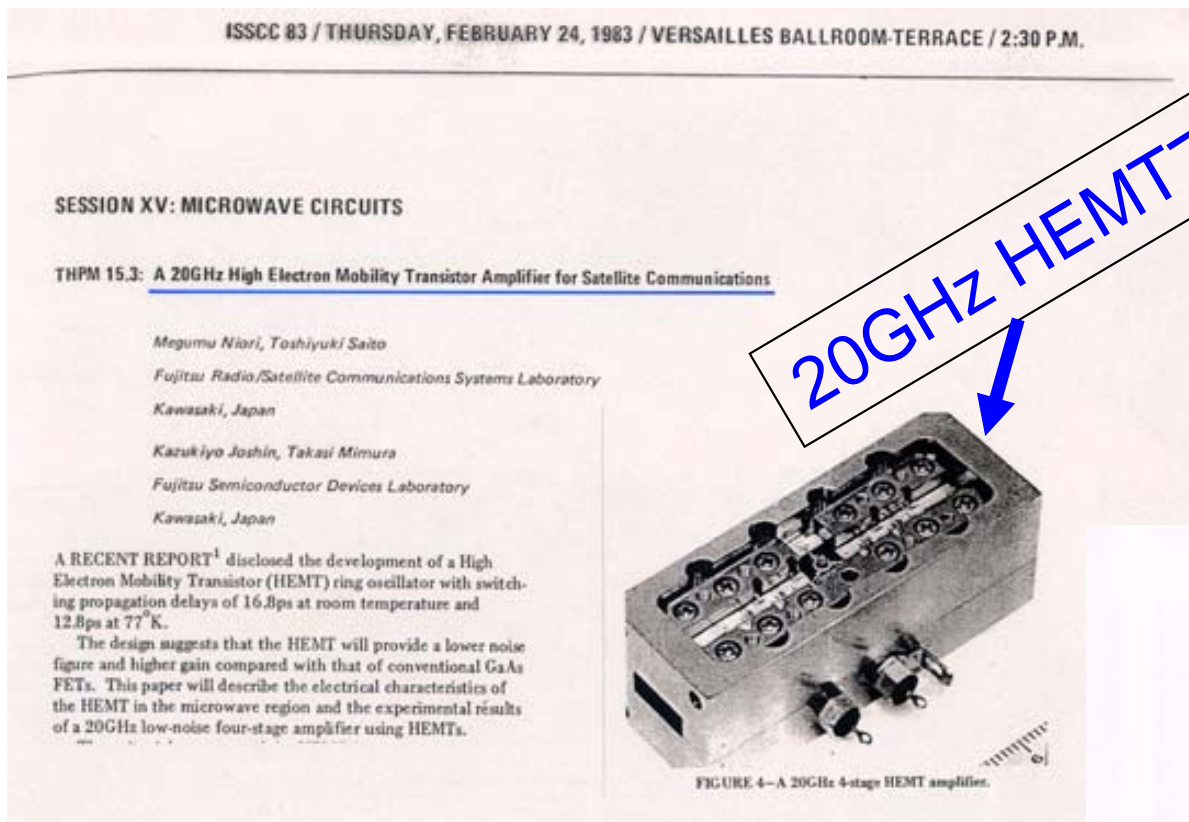 ISSCC 83 / THURSDAY, FEBRUARY 24, 1983 / VERSAILLES BALLROOM-TERRACE / 2:30 P.M.
SESSION XV: MICROWAVE CIRCUITS
THPM 15.3: A 20GHz High Electron Mobility Transistor Amplifier for Satellite Communications
Megumu Niori, Toshiyuki Saito
Fujitsu Radio/Satellite Communications Systems Laboratory
Kawasaki, Japan
Kazukiyo Joshin, Takasi Mimura
Fujitsu Semiconductor Devices Laboratory
Kawasaki, Japan
A RECENT REPORT1 disclosed the development of a High
Electron Mobility Transistor (HEMT) ring oscillator with switch-
ing propagation delays of 16.8ps at room temperature and
12.8ps at 77°K.
The design suggests that the HEMT will provide a lower noise
figure and higher gain compared with that of conventional GaAs
FETs. This paper will describe the electrical characteristics of
the HEMT in the microwave region and the experimental results
of a 20GHz low-noise four-stage amplifier using HEMTs.
20GHz HEMT
FIGURE 4—A 20GHz 4-stage HEMT amplifier.